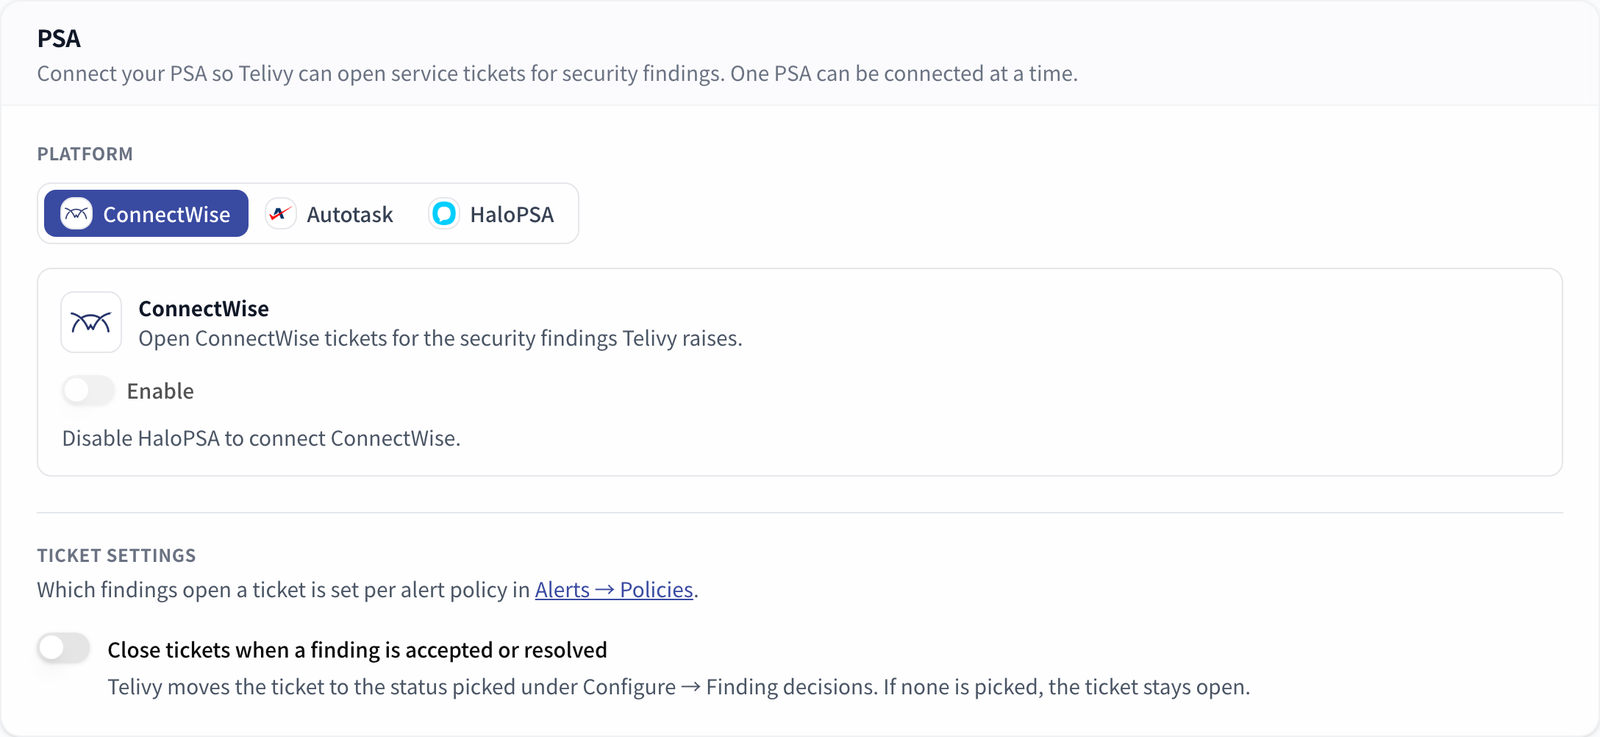 PSA
Connect your PSA so Telivy can open service tickets for security findings. One PSA can be connected at a time.
PLATFORM
ConnectWise
Autotask
HaloPSA
ConnectWise
Open ConnectWise tickets for the security findings Telivy raises.
Enable
Disable HaloPSA to connect ConnectWise.
TICKET SETTINGS
Which findings open a ticket is set per alert policy in Alerts → Policies.
Close tickets when a finding is accepted or resolved
Telivy moves the ticket to the status picked under Configure → Finding decisions. If none is picked, the ticket stays open.